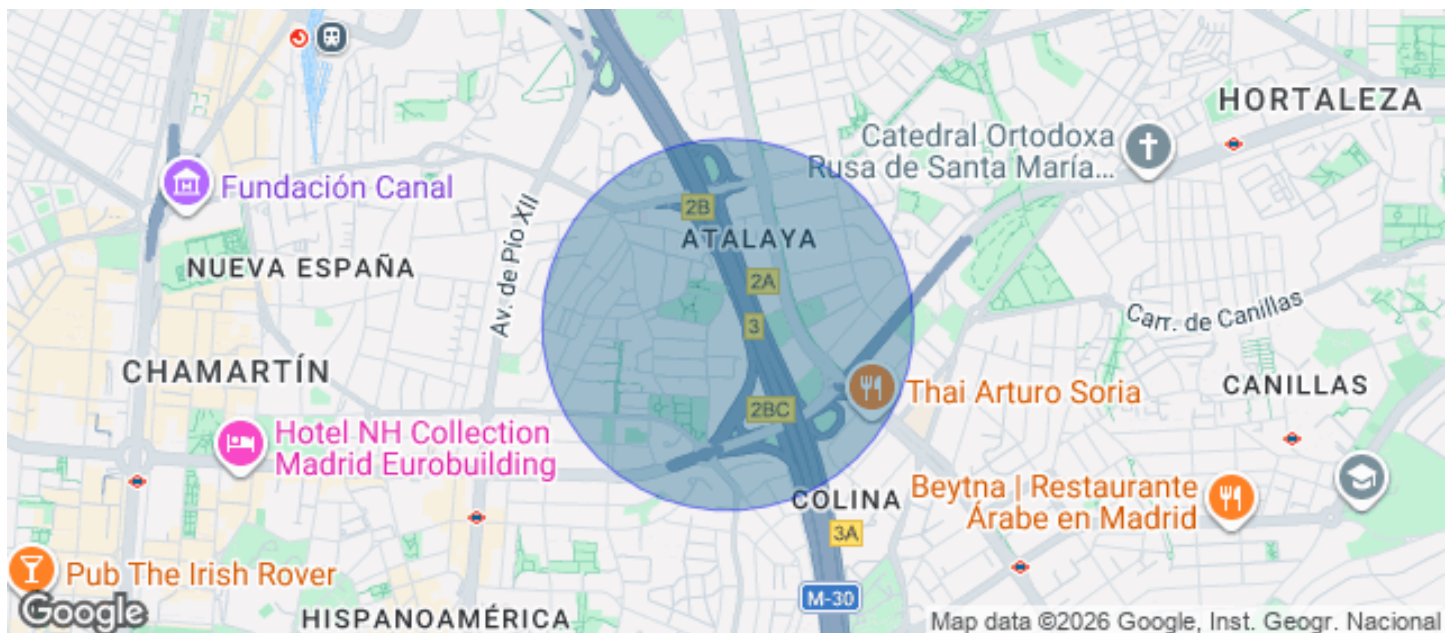 HORTALEZA
Catedral Ortodoxa
Rusa de Santa María...
Fundación Canal
2B
ATALAYA
NUEVA ESPAÑA
Av. de Pío XII
2A
3
Carr. de Canillas
CHAMARTÍN
CANILLAS
Thai Arturo Soria
2BC
Hotel NH Collection
Madrid Eurobuilding
COLINA
Beytna | Restaurante
Árabe en Madrid
3A
Pub The Irish Rover
M-30
Google
HISPANOAMÉRICA
Map data ©2026 Google, Inst. Geogr. Nacional